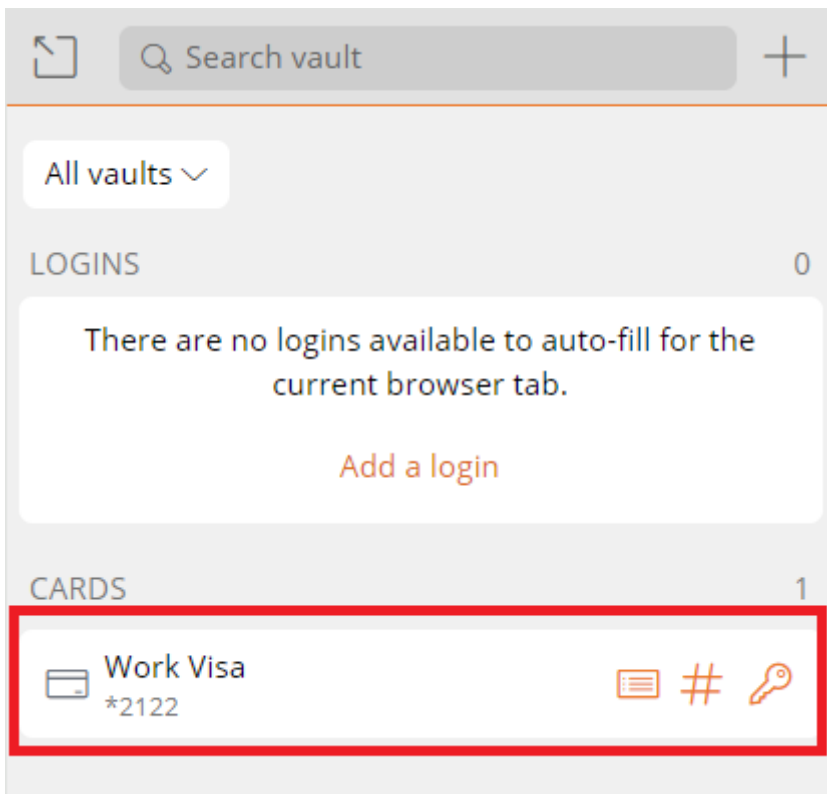 Search vault
All vaults
LOGINS 0
There are no logins available to auto-fill for the
current browser tab.
Add a login
CARDS 1
Work Visa
*2122